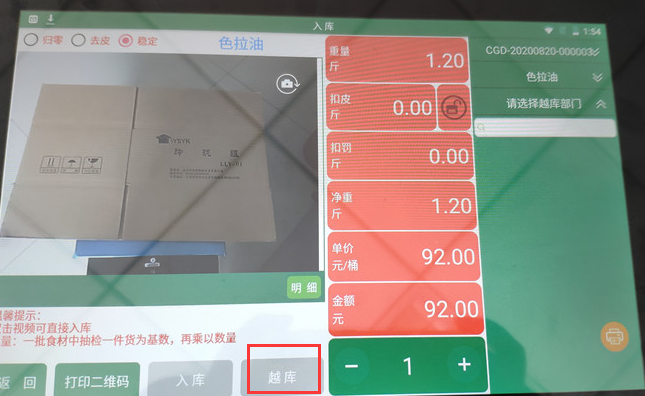 入库
1:54
归零 去皮 稳定
色拉油
重量
斤
1.20
扣皮
斤
0.00
扣罚
斤
0.00
净重
斤
1.20
单价
元/桶
92.00
金额
元
92.00
1
CGD-20200820-000003
色拉油
请选择越库部门
明 细
温馨提示：
双击视频可直接入库
数量：一批食材中抽检一件货为基数，再乘以数量
返 回
打印二维码
入 库
越 库